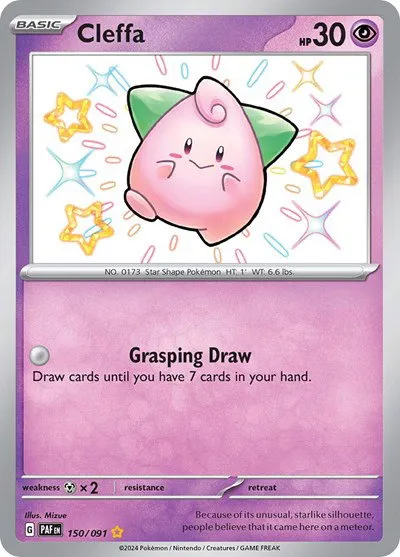 BASIC
Cleffa
HP 30
NO. 0173 Star Shape Pokémon HT: 1' WT: 6.6 lbs.
Grasping Draw
Draw cards until you have 7 cards in your hand.
weakness ×2 resistance retreat
Illus. Mizue
G PAF EN 150/091
Because of its unusual, starlike silhouette,
people believe that it came here on a meteor.
©2024 Pokémon / Nintendo / Creatures / GAME FREAK